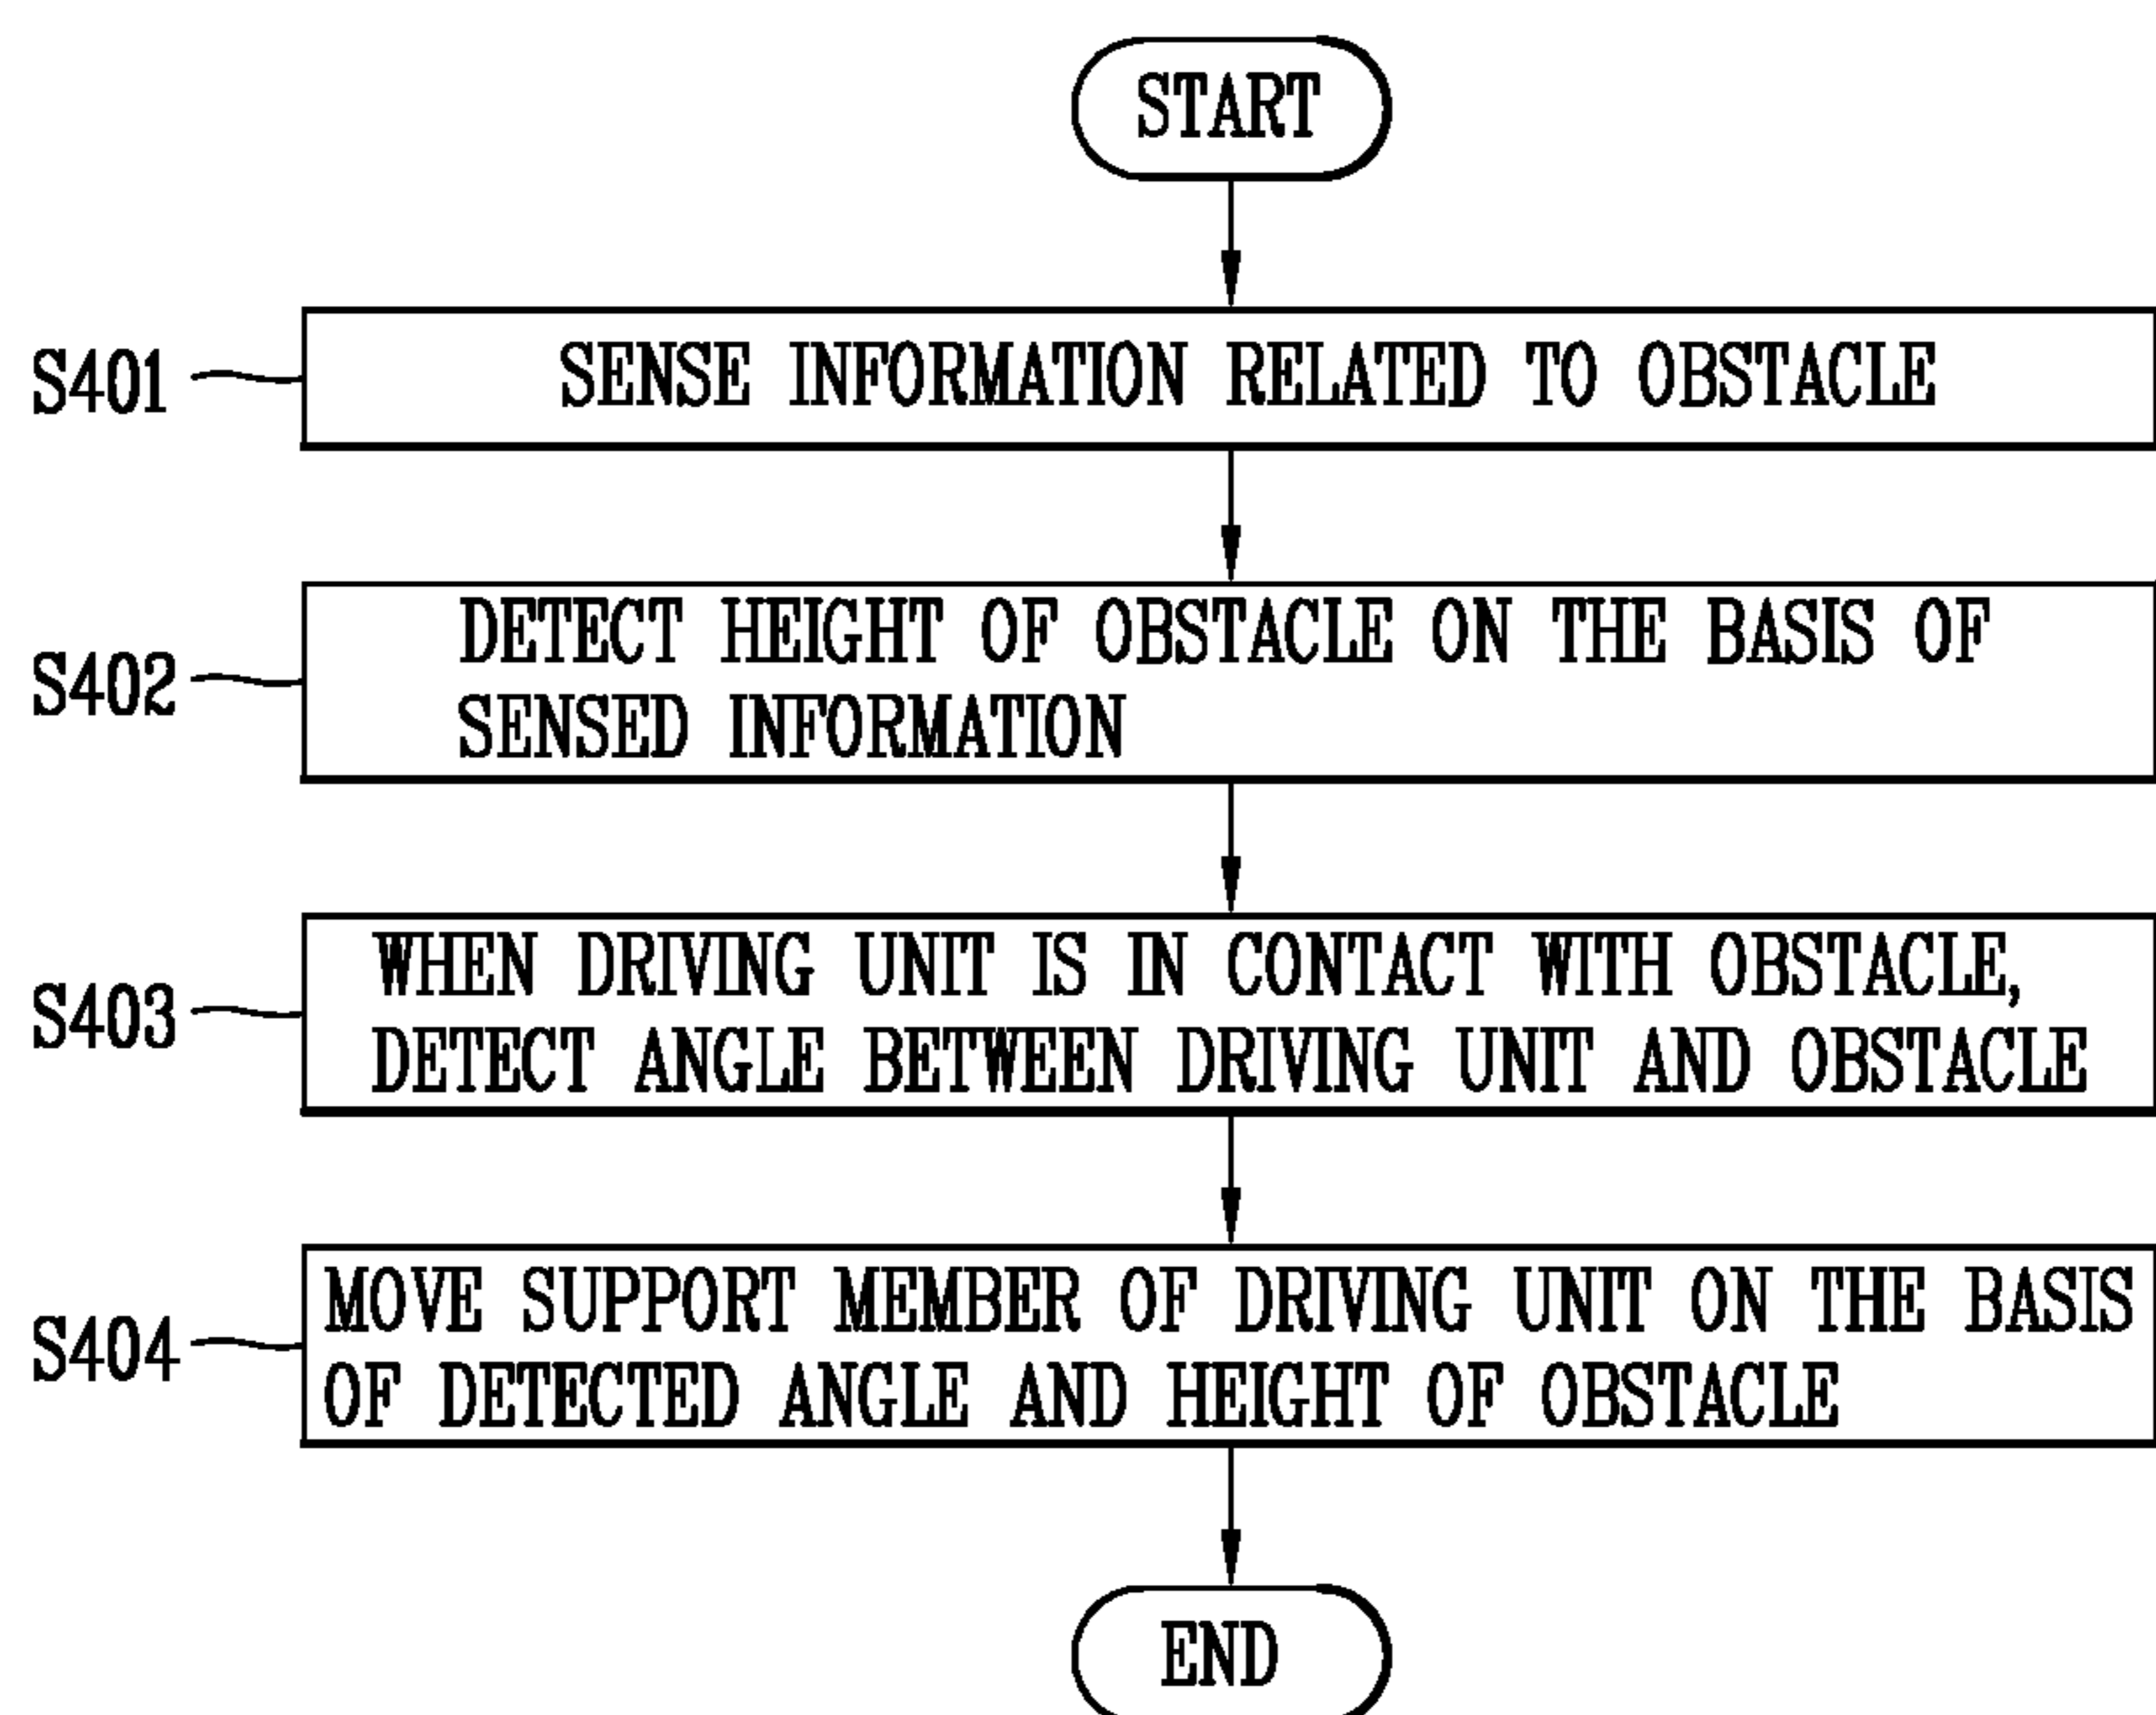 START
S401
SENSE INFORMATION RELATED TO OBSTACLE
S402
DETECT HEIGHT OF OBSTACLE ON THE BASIS OF
SENSED INFORMATION
S403
WHEN DRIVING UNIT IS IN CONTACT WITH OBSTACLE,
DETECT ANGLE BETWEEN DRIVING UNIT AND OBSTACLE
S404
MOVE SUPPORT MEMBER OF DRIVING UNIT ON THE BASIS
OF DETECTED ANGLE AND HEIGHT OF OBSTACLE
END